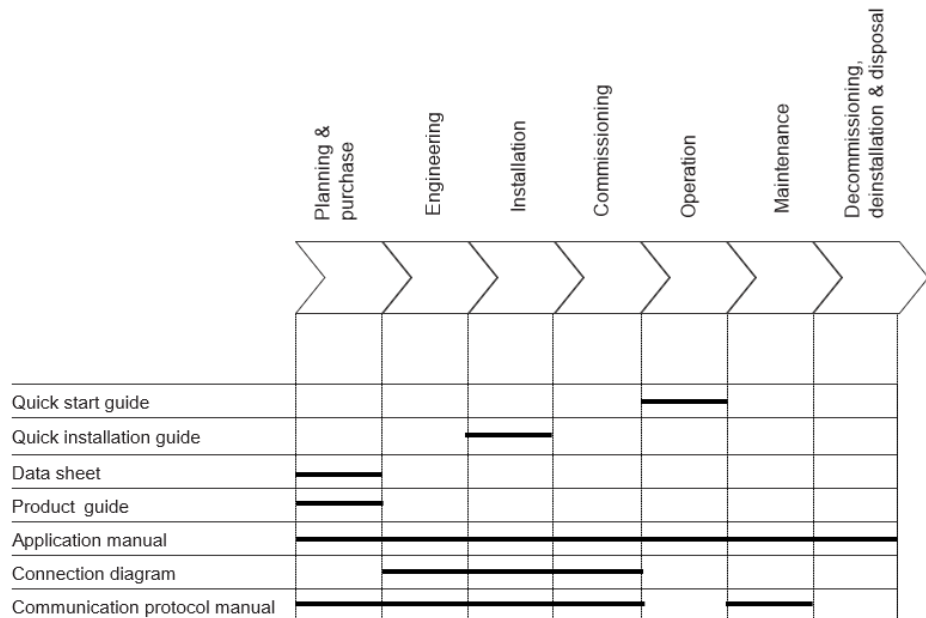 Planning &
purchase
Engineering
Installation
Commissioning
Operation
Maintenance
Decommissioning,
deinstallation & disposal
Quick start guide
Quick installation guide
Data sheet
Product guide
Application manual
Connection diagram
Communication protocol manual